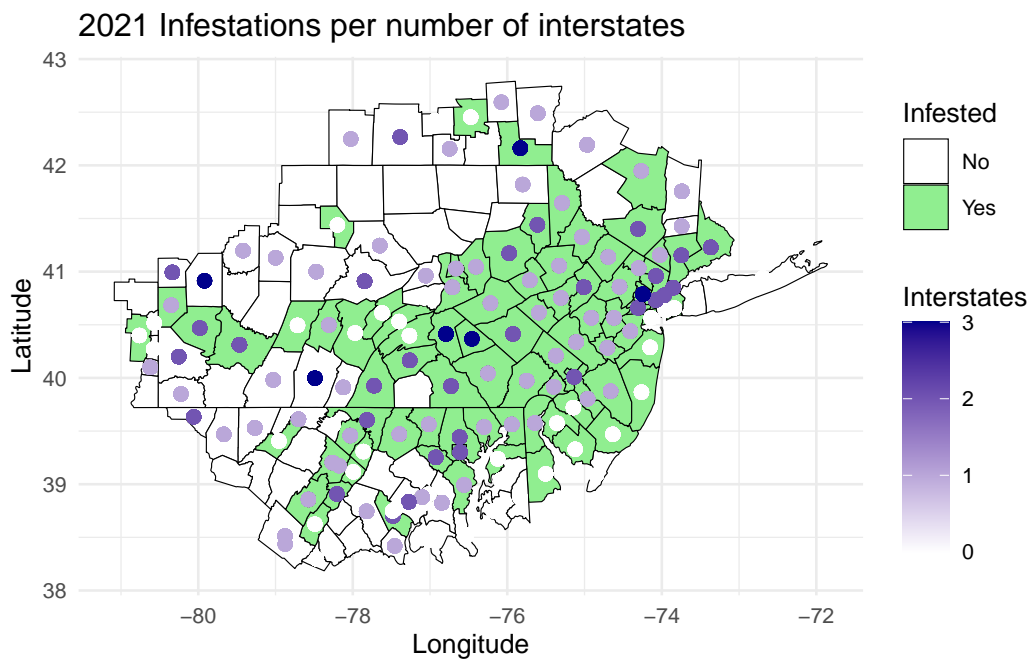 2021 Infestations per number of interstates
43
42
41
40
39
38
Latitude
−80
−78
−76
−74
−72
Longitude
Infested
No
Yes
Interstates
3
2
1
0